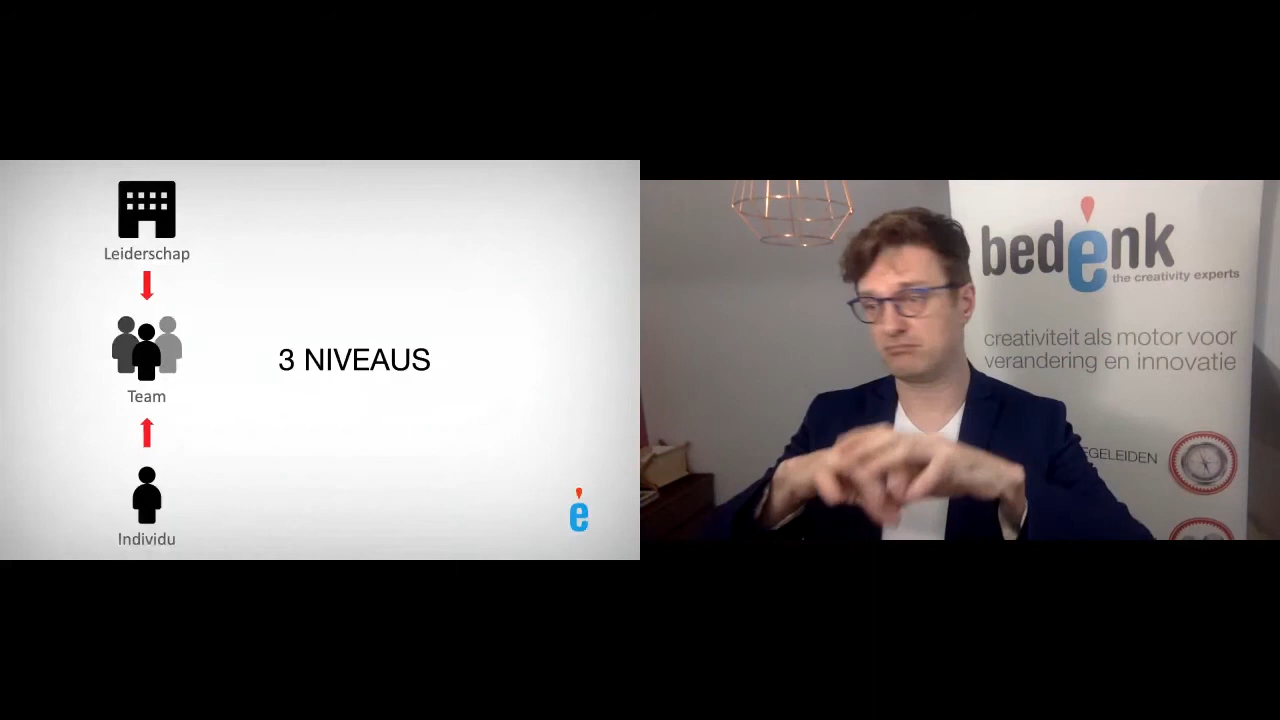 Leiderschap
Team
3 NIVEAUS
Individu
e
bedenk
the creativity experts
creativiteit als motor voor
verandering en innovatie
EGELEIDEN